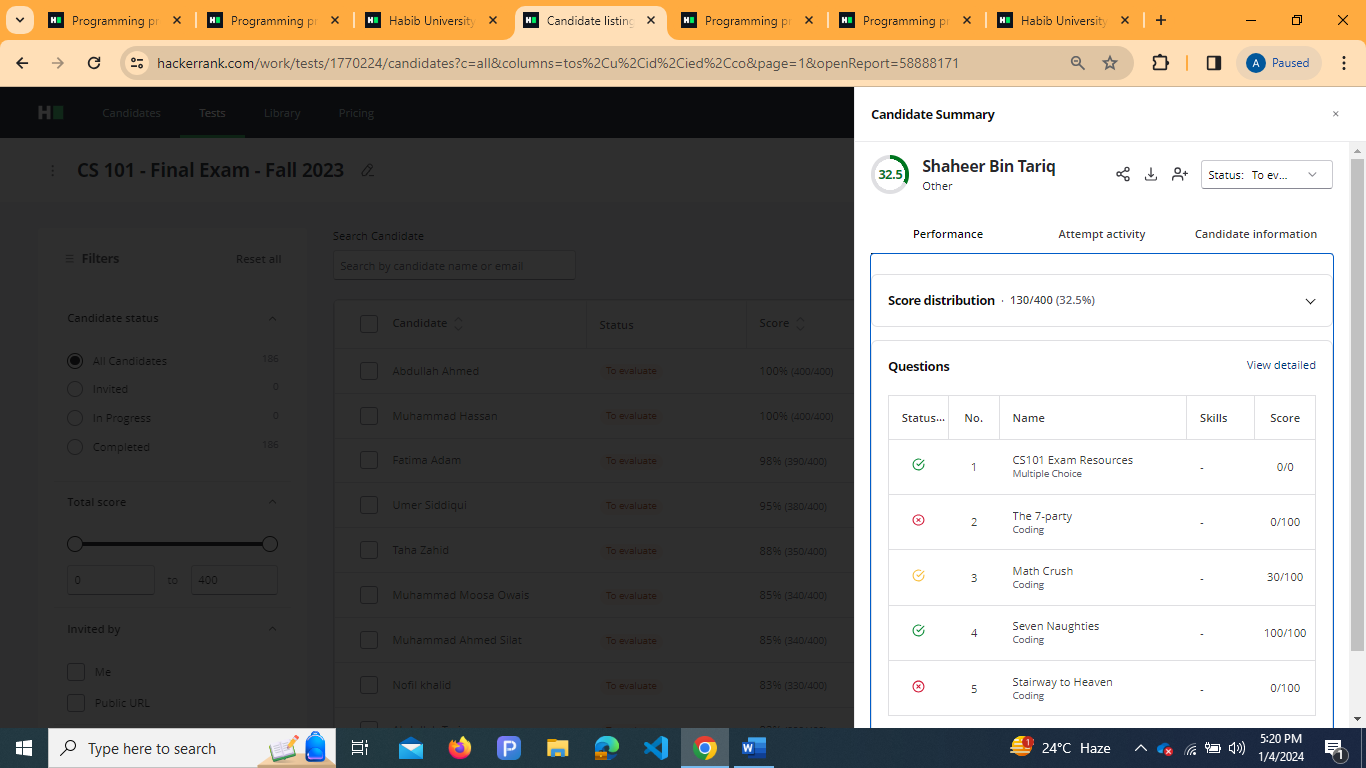 Programming pr
Programming pr
Habib University
Candidate listing
Programming pr
Programming pr
Habib University
hackerrank.com/work/tests/1770224/candidates?c=all&columns=tos%2Cu%2Cid%2Cied%2Cco&page=1&openReport=58888171
A Paused
H
Candidates
Tests
Library
Pricing
CS 101 - Final Exam - Fall 2023
Filters
Reset all
Candidate status
All Candidates 186
Invited 0
In Progress 0
Completed 186
Total score
0 to 400
Invited by
Me
Public URL
Search Candidate
Search by candidate name or email
Candidate Status Score
Abdullah Ahmed To evaluate 100% (400/400)
Muhammad Hassan To evaluate 100% (400/400)
Fatima Adam To evaluate 98% (390/400)
Umer Siddiqui To evaluate 95% (380/400)
Taha Zahid To evaluate 88% (350/400)
Muhammad Moosa Owais To evaluate 85% (340/400)
Muhammad Ahmed Silat To evaluate 85% (340/400)
Nofil khalid To evaluate 83% (330/400)
Candidate Summary
32.5
Shaheer Bin Tariq
Other
Status: To ev...
Performance
Attempt activity
Candidate information
Score distribution · 130/400 (32.5%)
Questions
View detailed
Status... No. Name Skills Score
1 CS101 Exam Resources - 0/0
Multiple Choice
2 The 7-party - 0/100
Coding
3 Math Crush - 30/100
Coding
4 Seven Naughties - 100/100
Coding
5 Stairway to Heaven - 0/100
Coding
Type here to search
24°C Haze
5:20 PM
1/4/2024